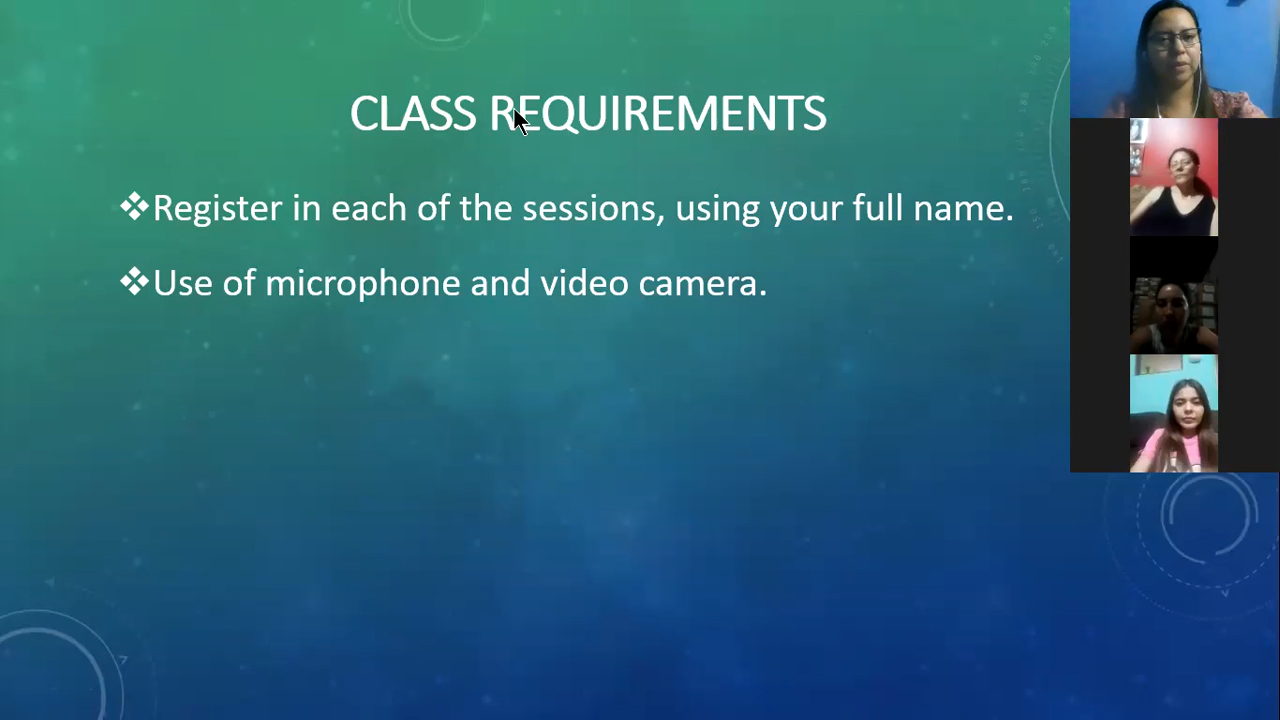 CLASS REQUIREMENTS
❖Register in each of the sessions, using your full name.
❖Use of microphone and video camera.